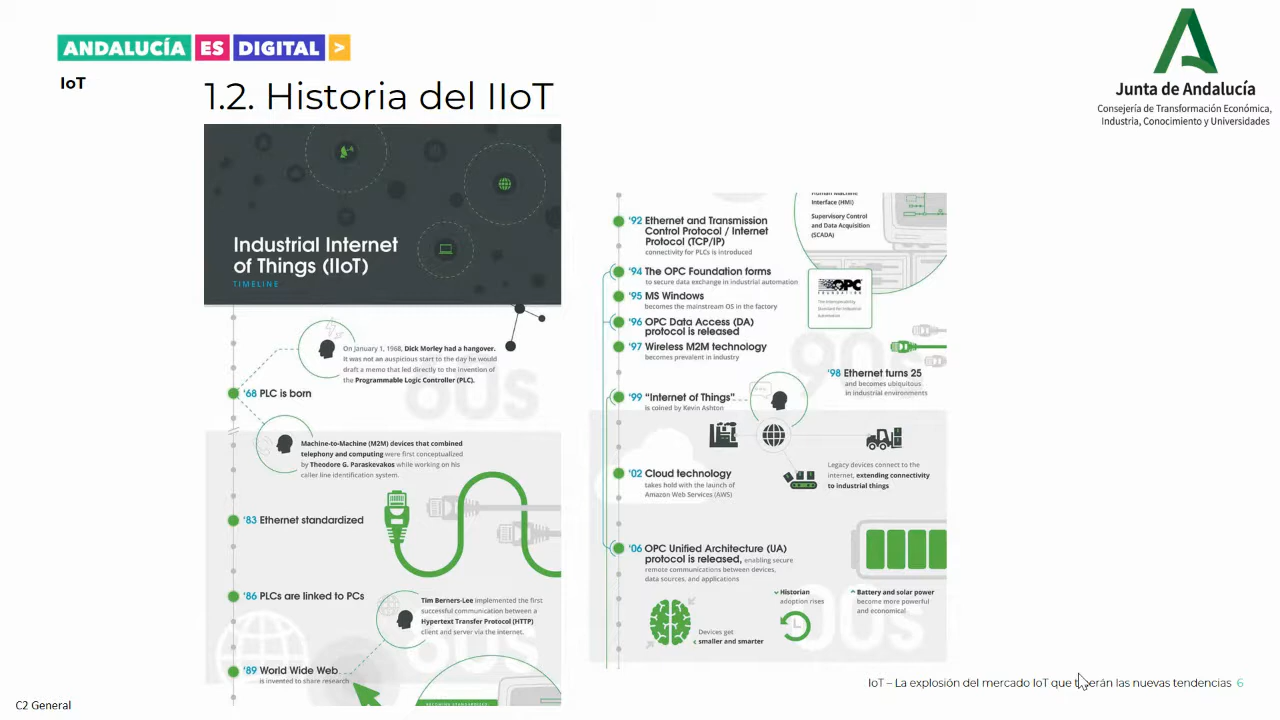 ANDALUCÍA ES DIGITAL >
IoT
1.2. Historia del IIoT
Junta de Andalucía
Consejería de Transformación Económica,
Industria, Conocimiento y Universidades
Industrial Internet
of Things (IIoT)
TIMELINE
On January 1, 1968, Dick Morley had a hangover.
It was not an auspicious start to the day he would
draft a memo that led directly to the invention of
the Programmable Logic Controller (PLC).
60US
'68 PLC is born
Machine-to-Machine (M2M) devices that combined
telephony and computing were first conceptualized
by Theodore G. Paraskevakos while working on his
caller line identification system.
'83 Ethernet standardized
'86 PLCs are linked to PCs
Tim Berners-Lee implemented the first
successful communication between a
Hypertext Transfer Protocol (HTTP)
client and server via the internet.
'89 World Wide Web
is invented to share research
Human Machine
Interface (HMI)
Supervisory Control
and Data Acquisition
(SCADA)
'92 Ethernet and Transmission
Control Protocol / Internet
Protocol (TCP/IP)
connectivity for PLCs is introduced
'94 The OPC Foundation forms
to secure data exchange in industrial automation
OPC
FOUNDATION
The Interoperability
Standard for Industrial
Automation
'95 MS Windows
becomes the mainstream OS in the factory
'96 OPC Data Access (DA)
protocol is released
'97 Wireless M2M technology
becomes prevalent in industry
90s
'98 Ethernet turns 25
and becomes ubiquitous
in industrial environments
'99 “Internet of Things”
is coined by Kevin Ashton
'02 Cloud technology
takes hold with the launch of
Amazon Web Services (AWS)
Legacy devices connect to the
internet, extending connectivity
to industrial things
'06 OPC Unified Architecture (UA)
protocol is released, enabling secure
remote communications between devices,
data sources, and applications
Historian
adoption rises
Battery and solar power
become more powerful
and economical
00s
Devices get
smaller and smarter
IoT – La explosión del mercado IoT que t erán las nuevas tendencias 6
C2 General